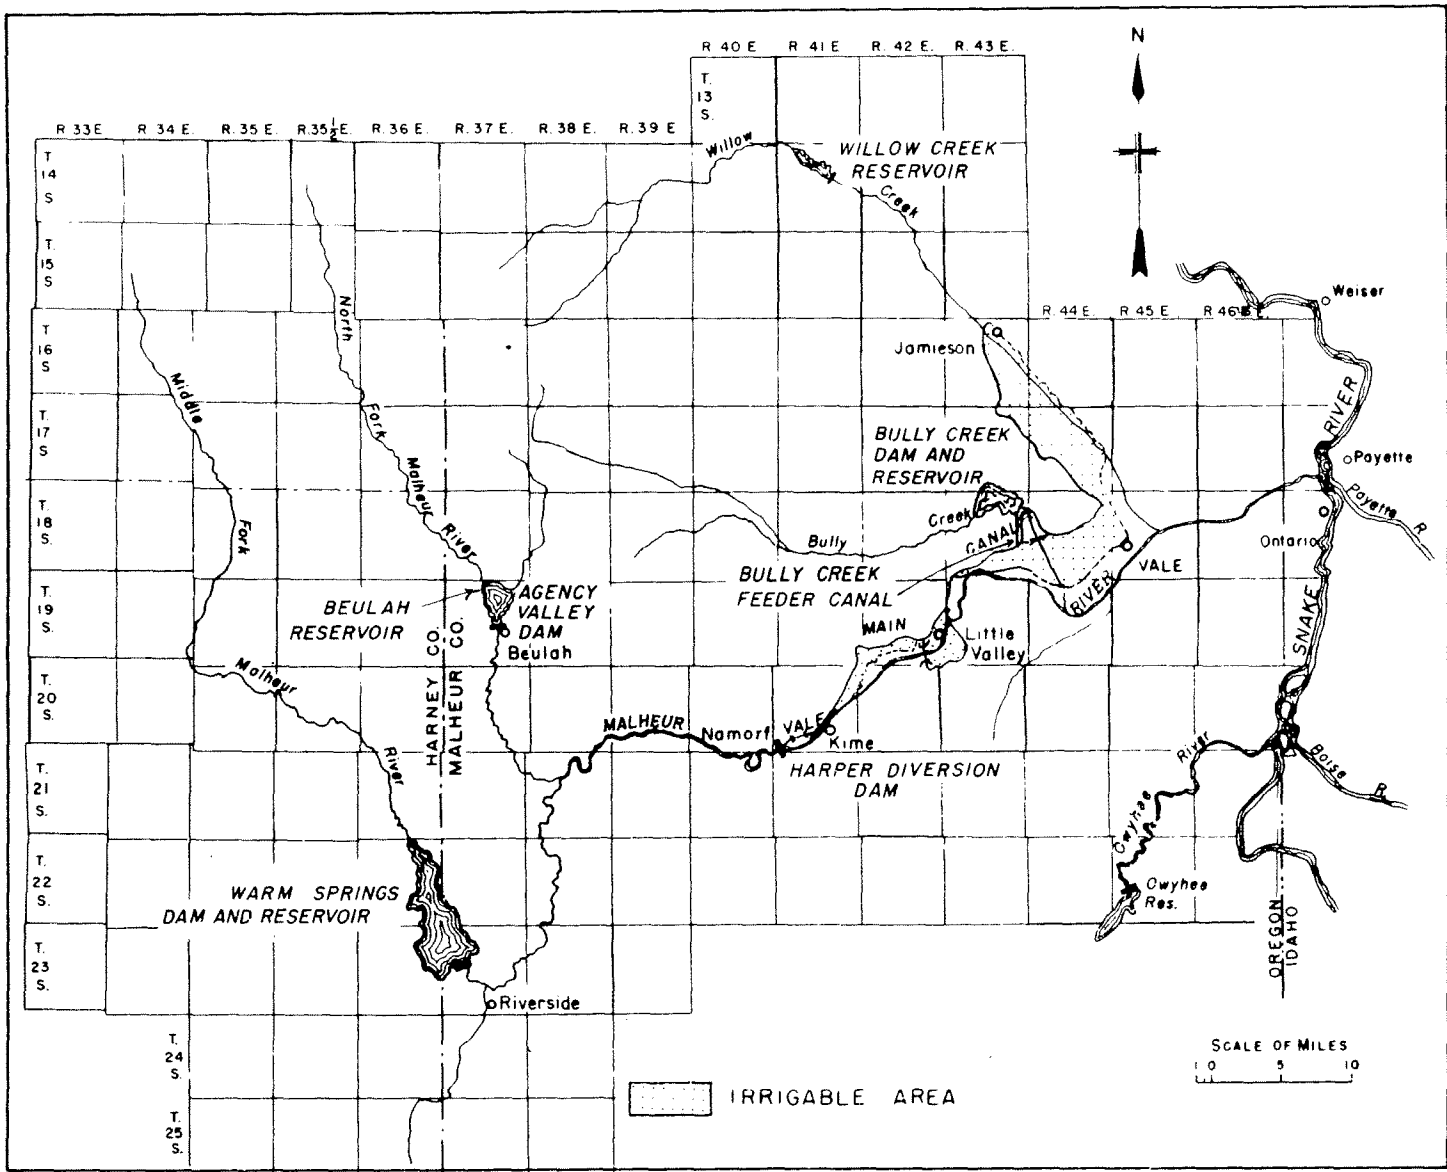 N
R 40 E
R 41 E
R. 42 E.
R. 43 E.
T.
13
S.
R 33 E
R 34 E.
R. 35 E.
R. 35½ E.
R. 36 E.
R. 37 E.
R. 38 E.
R. 39 E
T
14
S
T.
15
S
T
16
S
T.
17
S
T.
18
S.
T.
19
S.
T.
20
S.
T.
21
S.
T.
22
S.
T.
23
S.
T.
24
S.
T.
25
S.
Willow
Creek
WILLOW CREEK
RESERVOIR
R. 44 E.
R. 45 E.
R. 46
Weiser
Jamieson
North
Fork
Malheur
River
Middle
Fork
Malheur
River
BULLY CREEK
DAM AND
RESERVOIR
RIVER
Payette
Payette
R
Creek
Bully
CANAL
Ontario
VALE
RIVER
BULLY CREEK
FEEDER CANAL
BEULAH
RESERVOIR
AGENCY
VALLEY
DAM
Beulah
MAIN
Little
Valley
SNAKE
HARNEY CO.
MALHEUR CO.
MALHEUR
Namorf
VALE
Kime
HARPER DIVERSION
DAM
River
Owyhee
Boise
R.
WARM SPRINGS
DAM AND RESERVOIR
Owyhee
Res.
OREGON
IDAHO
Riverside
SCALE OF MILES
1 0 5 10
IRRIGABLE AREA